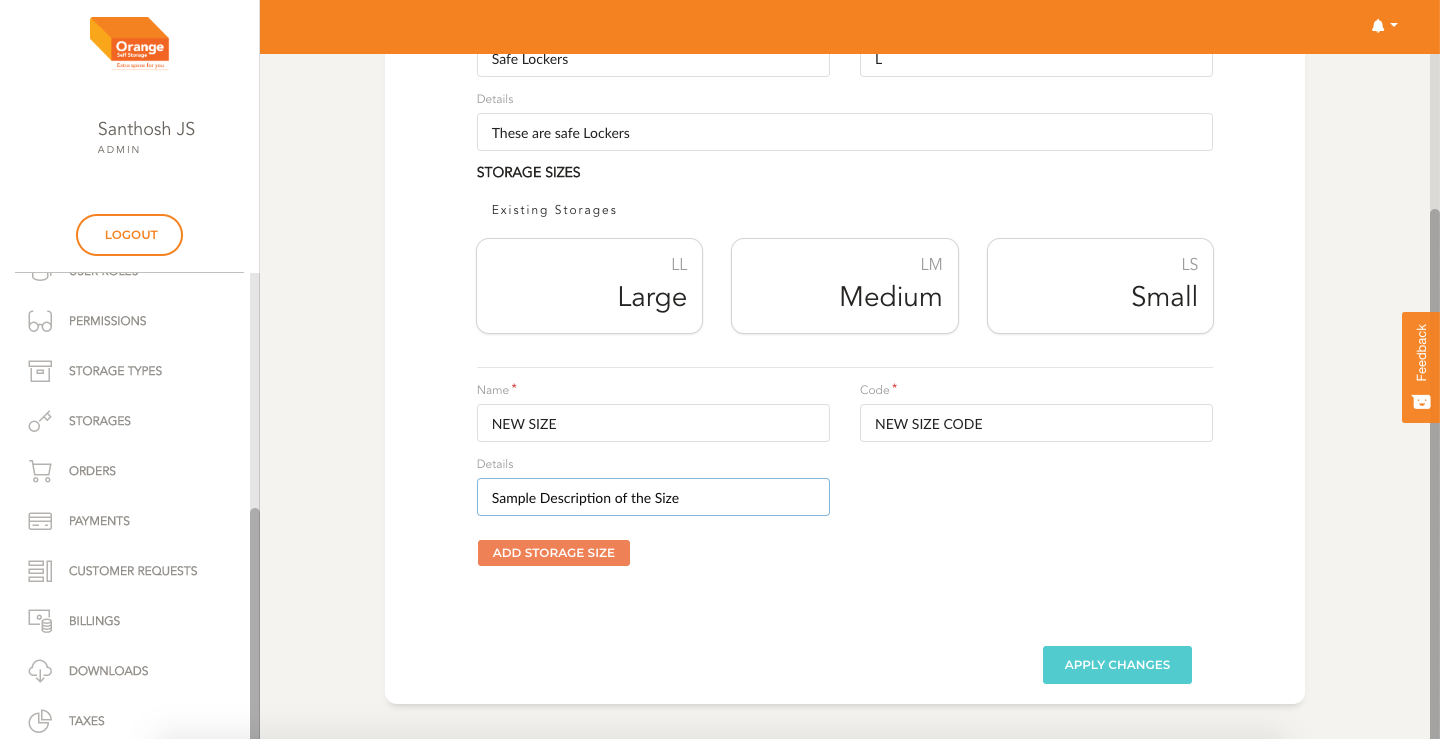 Orange
Self Storage
Extra space for you
Santhosh JS
ADMIN
LOGOUT
USER ROLES
PERMISSIONS
STORAGE TYPES
STORAGES
ORDERS
PAYMENTS
CUSTOMER REQUESTS
BILLINGS
DOWNLOADS
TAXES
Safe Lockers
L
Details
These are safe Lockers
STORAGE SIZES
Existing Storages
LL
Large
LM
Medium
LS
Small
Name *
Code *
NEW SIZE
NEW SIZE CODE
Details
Sample Description of the Size
ADD STORAGE SIZE
APPLY CHANGES
Feedback